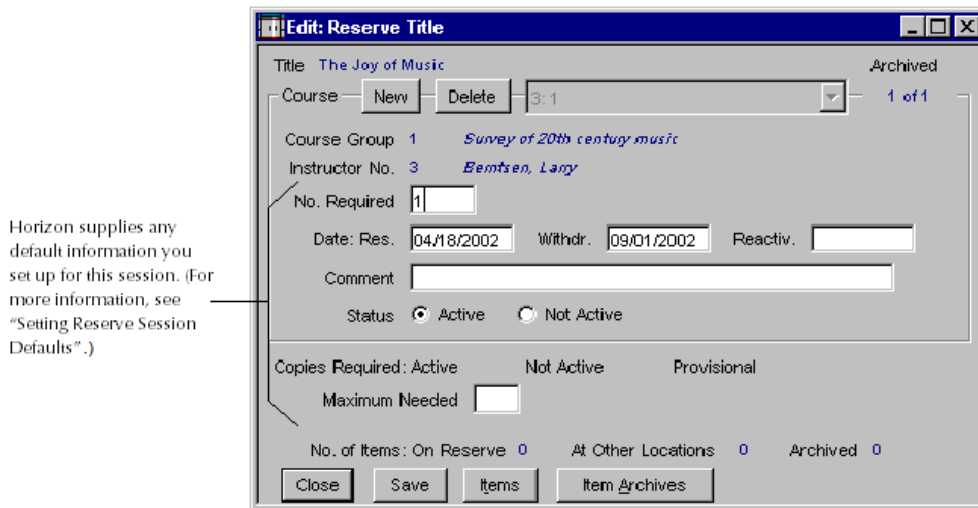 Edit: Reserve Title
Title The Joy of Music Archived
Course New Delete 3: 1 1 of 1
Course Group 1 Survey of 20th century music
Instructor No. 3 Berntsen, Larry
No. Required 1
Date: Res. 04/18/2002 Withdr. 09/01/2002 Reactiv.
Comment
Status Active Not Active
Copies Required: Active Not Active Provisional
Maximum Needed
No. of Items: On Reserve 0 At Other Locations 0 Archived 0
Close Save Items Item Archives
Horizon supplies any
default information you
set up for this session. (For
more information, see
“Setting Reserve Session
Defaults”.)